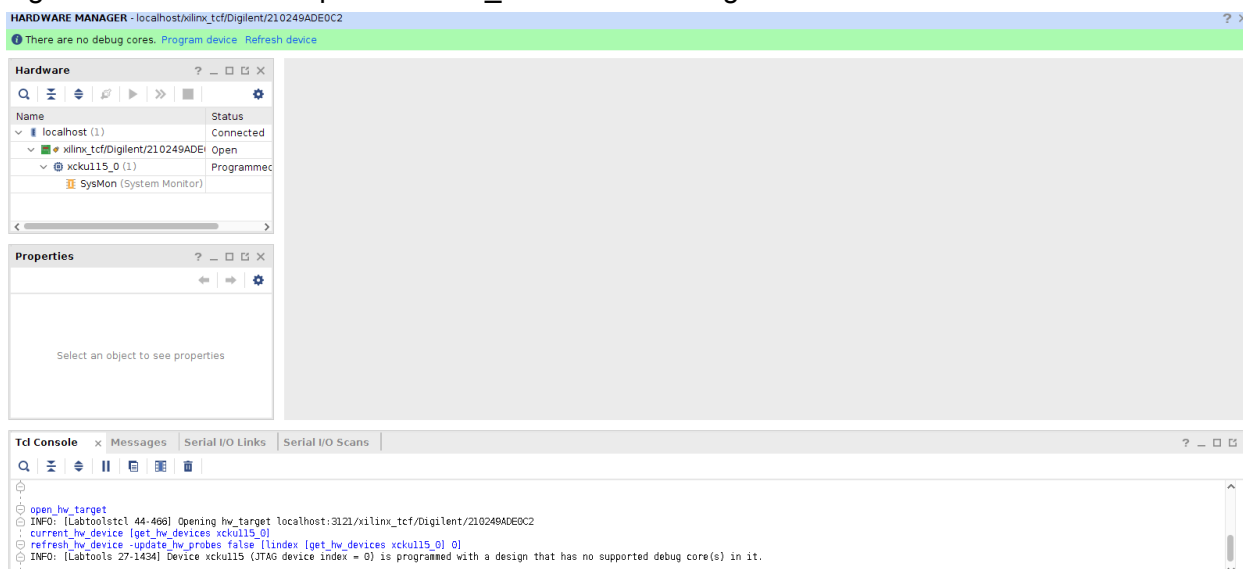 HARDWARE MANAGER - localhost/xilinx_tcf/Digilent/210249ADE0C2
There are no debug cores. Program device Refresh device
Hardware
Name Status
localhost (1) Connected
xilinx_tcf/Digilent/210249ADE Open
xcku115_0 (1) Programmed
SysMon (System Monitor)
Properties
Select an object to see properties
Tcl Console Messages Serial I/O Links Serial I/O Scans
open_hw_target
INFO: [Labtoolstcl 44-466] Opening hw_target localhost:3121/xilinx_tcf/Digilent/210249ADE0C2
current_hw_device [get_hw_devices xcku115_0]
refresh_hw_device -update_hw_probes false [lindex [get_hw_devices xcku115_0] 0]
INFO: [Labtools 27-1434] Device xcku115 (JTAG device index = 0) is programmed with a design that has no supported debug core(s) in it.